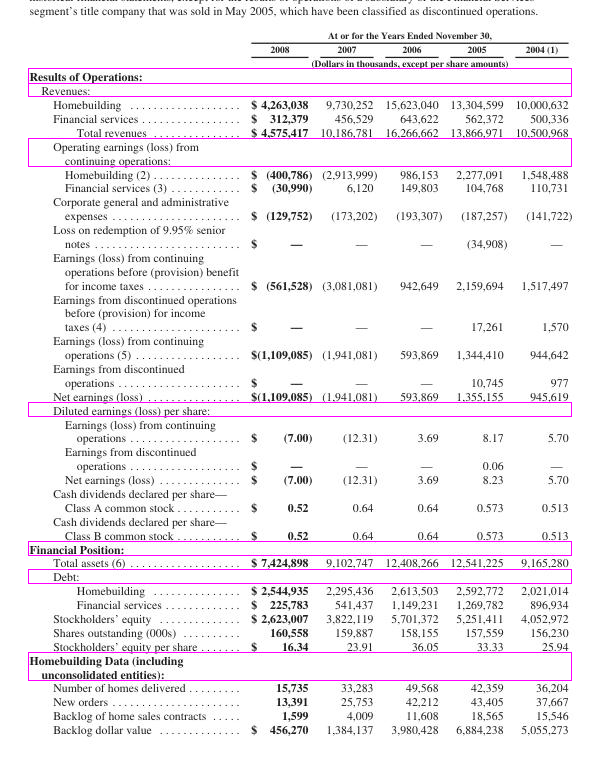 segment's title company that was sold in May 2005, which have been classified as discontinued operations.
At or for the Years Ended November 30,
2008 2007 2006 2005 2004 (1)
(Dollars in thousands, except per share amounts)
Results of Operations:
Revenues:
Homebuilding . . . . . . . . . . . . . . . . . $ 4,263,038 9,730,252 15,623,040 13,304,599 10,000,632
Financial services . . . . . . . . . . . . . . $ 312,379 456,529 643,622 562,372 500,336
Total revenues . . . . . . . . . . . . . $ 4,575,417 10,186,781 16,266,662 13,866,971 10,500,968
Operating earnings (loss) from
continuing operations:
Homebuilding (2) . . . . . . . . . . . . . $ (400,786) (2,913,999) 986,153 2,277,091 1,548,488
Financial services (3) . . . . . . . . . . $ (30,990) 6,120 149,803 104,768 110,731
Corporate general and administrative
expenses . . . . . . . . . . . . . . . . . . . . $ (129,752) (173,202) (193,307) (187,257) (141,722)
Loss on redemption of 9.95% senior
notes . . . . . . . . . . . . . . . . . . . . . . . $ — — — (34,908) —
Earnings (loss) from continuing
operations before (provision) benefit
for income taxes . . . . . . . . . . . . . . $ (561,528) (3,081,081) 942,649 2,159,694 1,517,497
Earnings from discontinued operations
before (provision) for income
taxes (4) . . . . . . . . . . . . . . . . . . . . $ — — — 17,261 1,570
Earnings (loss) from continuing
operations (5) . . . . . . . . . . . . . . . . $(1,109,085) (1,941,081) 593,869 1,344,410 944,642
Earnings from discontinued
operations . . . . . . . . . . . . . . . . . . . $ — — — 10,745 977
Net earnings (loss) . . . . . . . . . . . . . . $(1,109,085) (1,941,081) 593,869 1,355,155 945,619
Diluted earnings (loss) per share:
Earnings (loss) from continuing
operations . . . . . . . . . . . . . . . . . . $ (7.00) (12.31) 3.69 8.17 5.70
Earnings from discontinued
operations . . . . . . . . . . . . . . . . . . $ — — — 0.06 —
Net earnings (loss) . . . . . . . . . . . . $ (7.00) (12.31) 3.69 8.23 5.70
Cash dividends declared per share—
Class A common stock . . . . . . . . . . $ 0.52 0.64 0.64 0.573 0.513
Cash dividends declared per share—
Class B common stock . . . . . . . . . . $ 0.52 0.64 0.64 0.573 0.513
Financial Position:
Total assets (6) . . . . . . . . . . . . . . . . . $ 7,424,898 9,102,747 12,408,266 12,541,225 9,165,280
Debt:
Homebuilding . . . . . . . . . . . . . . . $ 2,544,935 2,295,436 2,613,503 2,592,772 2,021,014
Financial services . . . . . . . . . . . . $ 225,783 541,437 1,149,231 1,269,782 896,934
Stockholders' equity . . . . . . . . . . . . . $ 2,623,007 3,822,119 5,701,372 5,251,411 4,052,972
Shares outstanding (000s) . . . . . . . . . 160,558 159,887 158,155 157,559 156,230
Stockholders' equity per share . . . . . . $ 16.34 23.91 36.05 33.33 25.94
Homebuilding Data (including
unconsolidated entities):
Number of homes delivered . . . . . . . . 15,735 33,283 49,568 42,359 36,204
New orders . . . . . . . . . . . . . . . . . . . . 13,391 25,753 42,212 43,405 37,667
Backlog of home sales contracts . . . . . 1,599 4,009 11,608 18,565 15,546
Backlog dollar value . . . . . . . . . . . . . $ 456,270 1,384,137 3,980,428 6,884,238 5,055,273